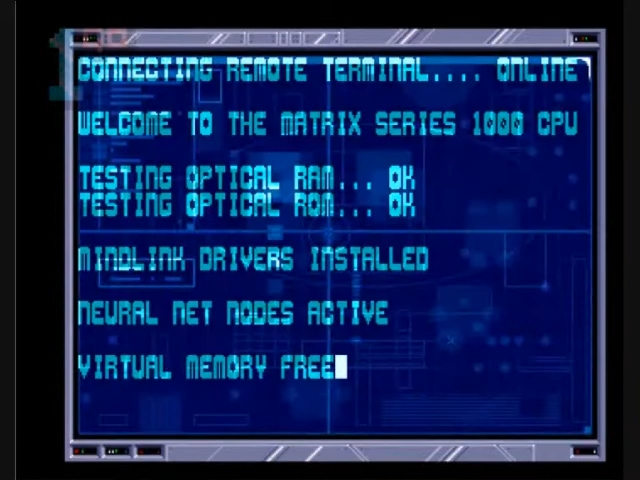 CONNECTING REMOTE TERMINAL.... ONLINE
WELCOME TO THE MATRIX SERIES 1000 CPU
TESTING OPTICAL RAM... OK
TESTING OPTICAL ROM... OK
MINDLINK DRIVERS INSTALLED
NEURAL NET NODES ACTIVE
VIRTUAL MEMORY FREE